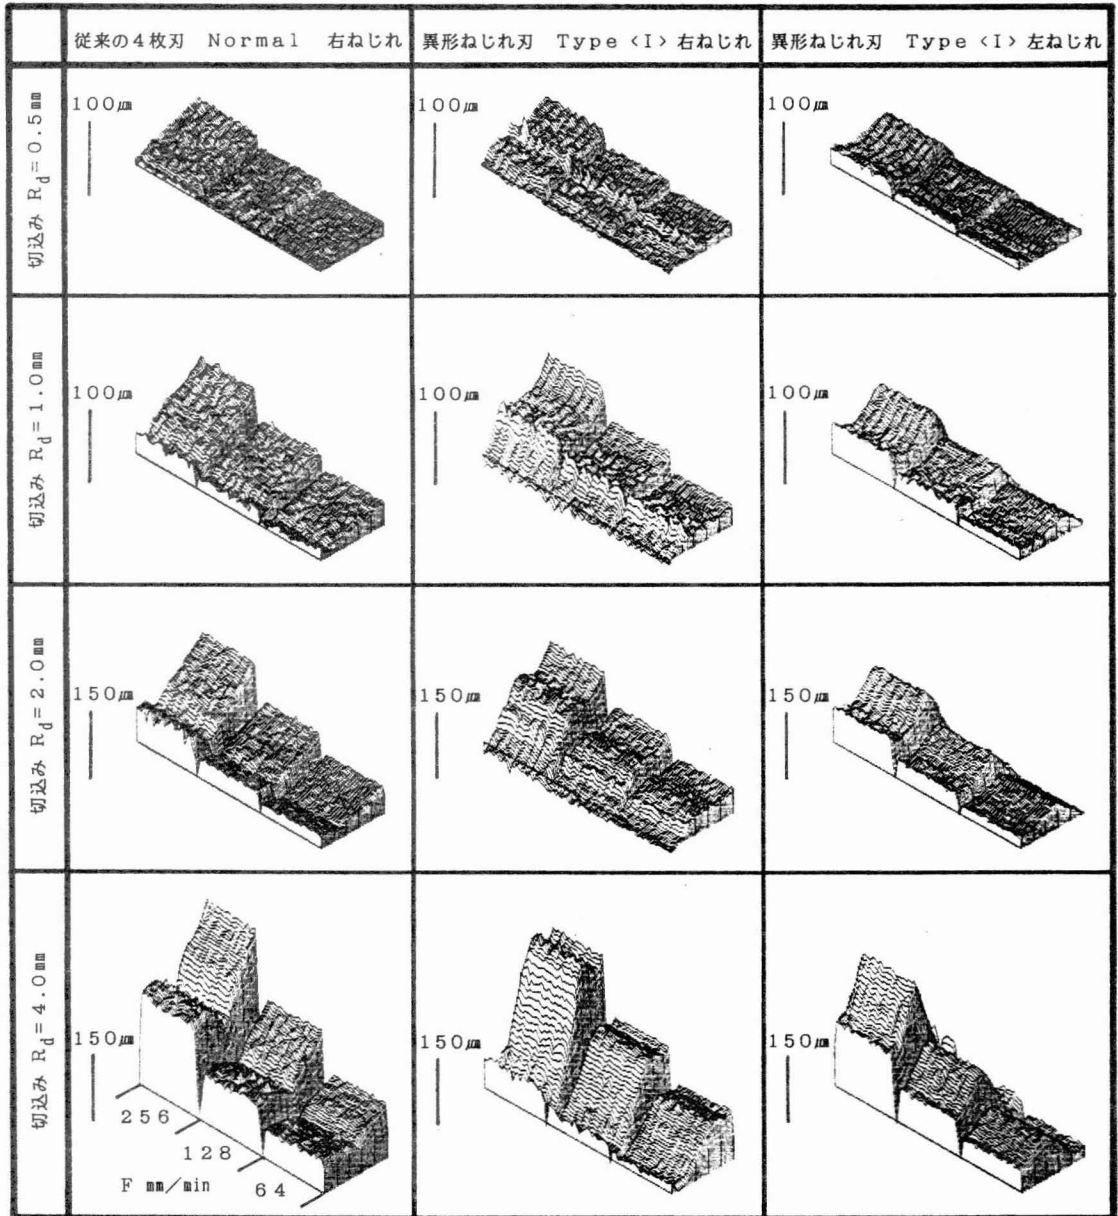 従来の4枚刃 Normal 右ねじれ
異形ねじれ刃 Type <I> 右ねじれ
異形ねじれ刃 Type <I> 左ねじれ
切込み Rd=0.5㎜
100㎛
100㎛
100㎛
切込み Rd=1.0㎜
100㎛
100㎛
100㎛
切込み Rd=2.0㎜
150㎛
150㎛
150㎛
切込み Rd=4.0㎜
150㎛
150㎛
150㎛
256
128
64
F mm/min